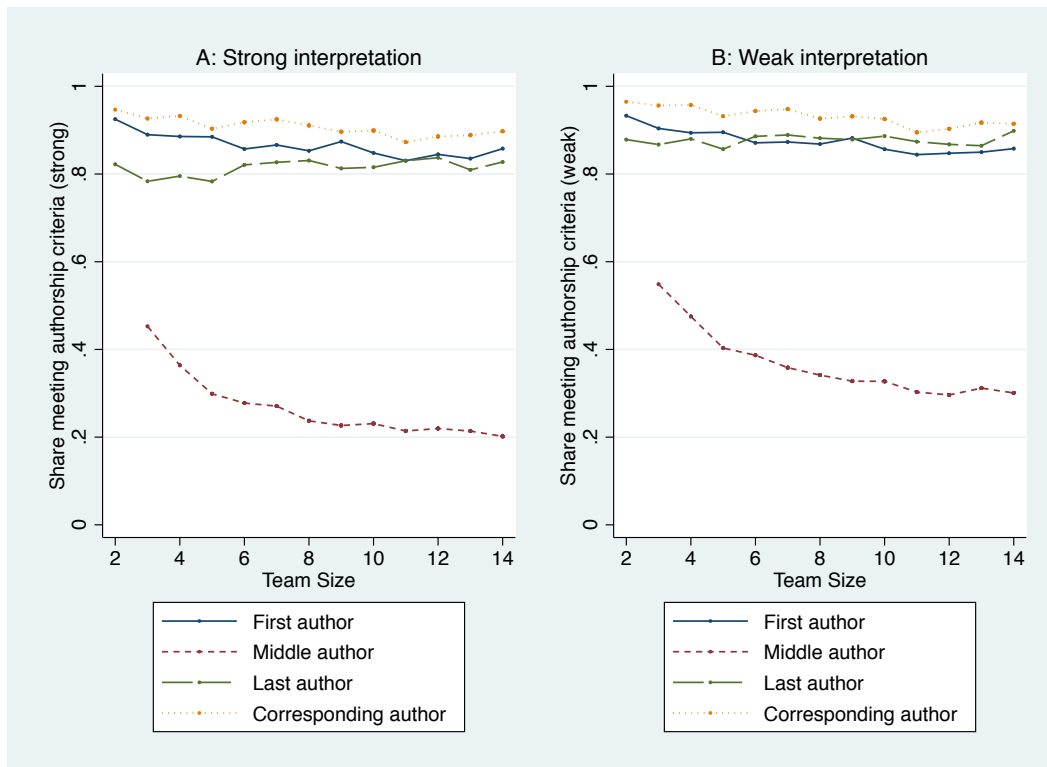 A: Strong interpretation
Share meeting authorship criteria (strong)
1
.8
.6
.4
.2
0
2 4 6 8 10 12 14
Team Size
First author
Middle author
Last author
Corresponding author
B: Weak interpretation
Share meeting authorship criteria (weak)
1
.8
.6
.4
.2
0
2 4 6 8 10 12 14
Team Size
First author
Middle author
Last author
Corresponding author